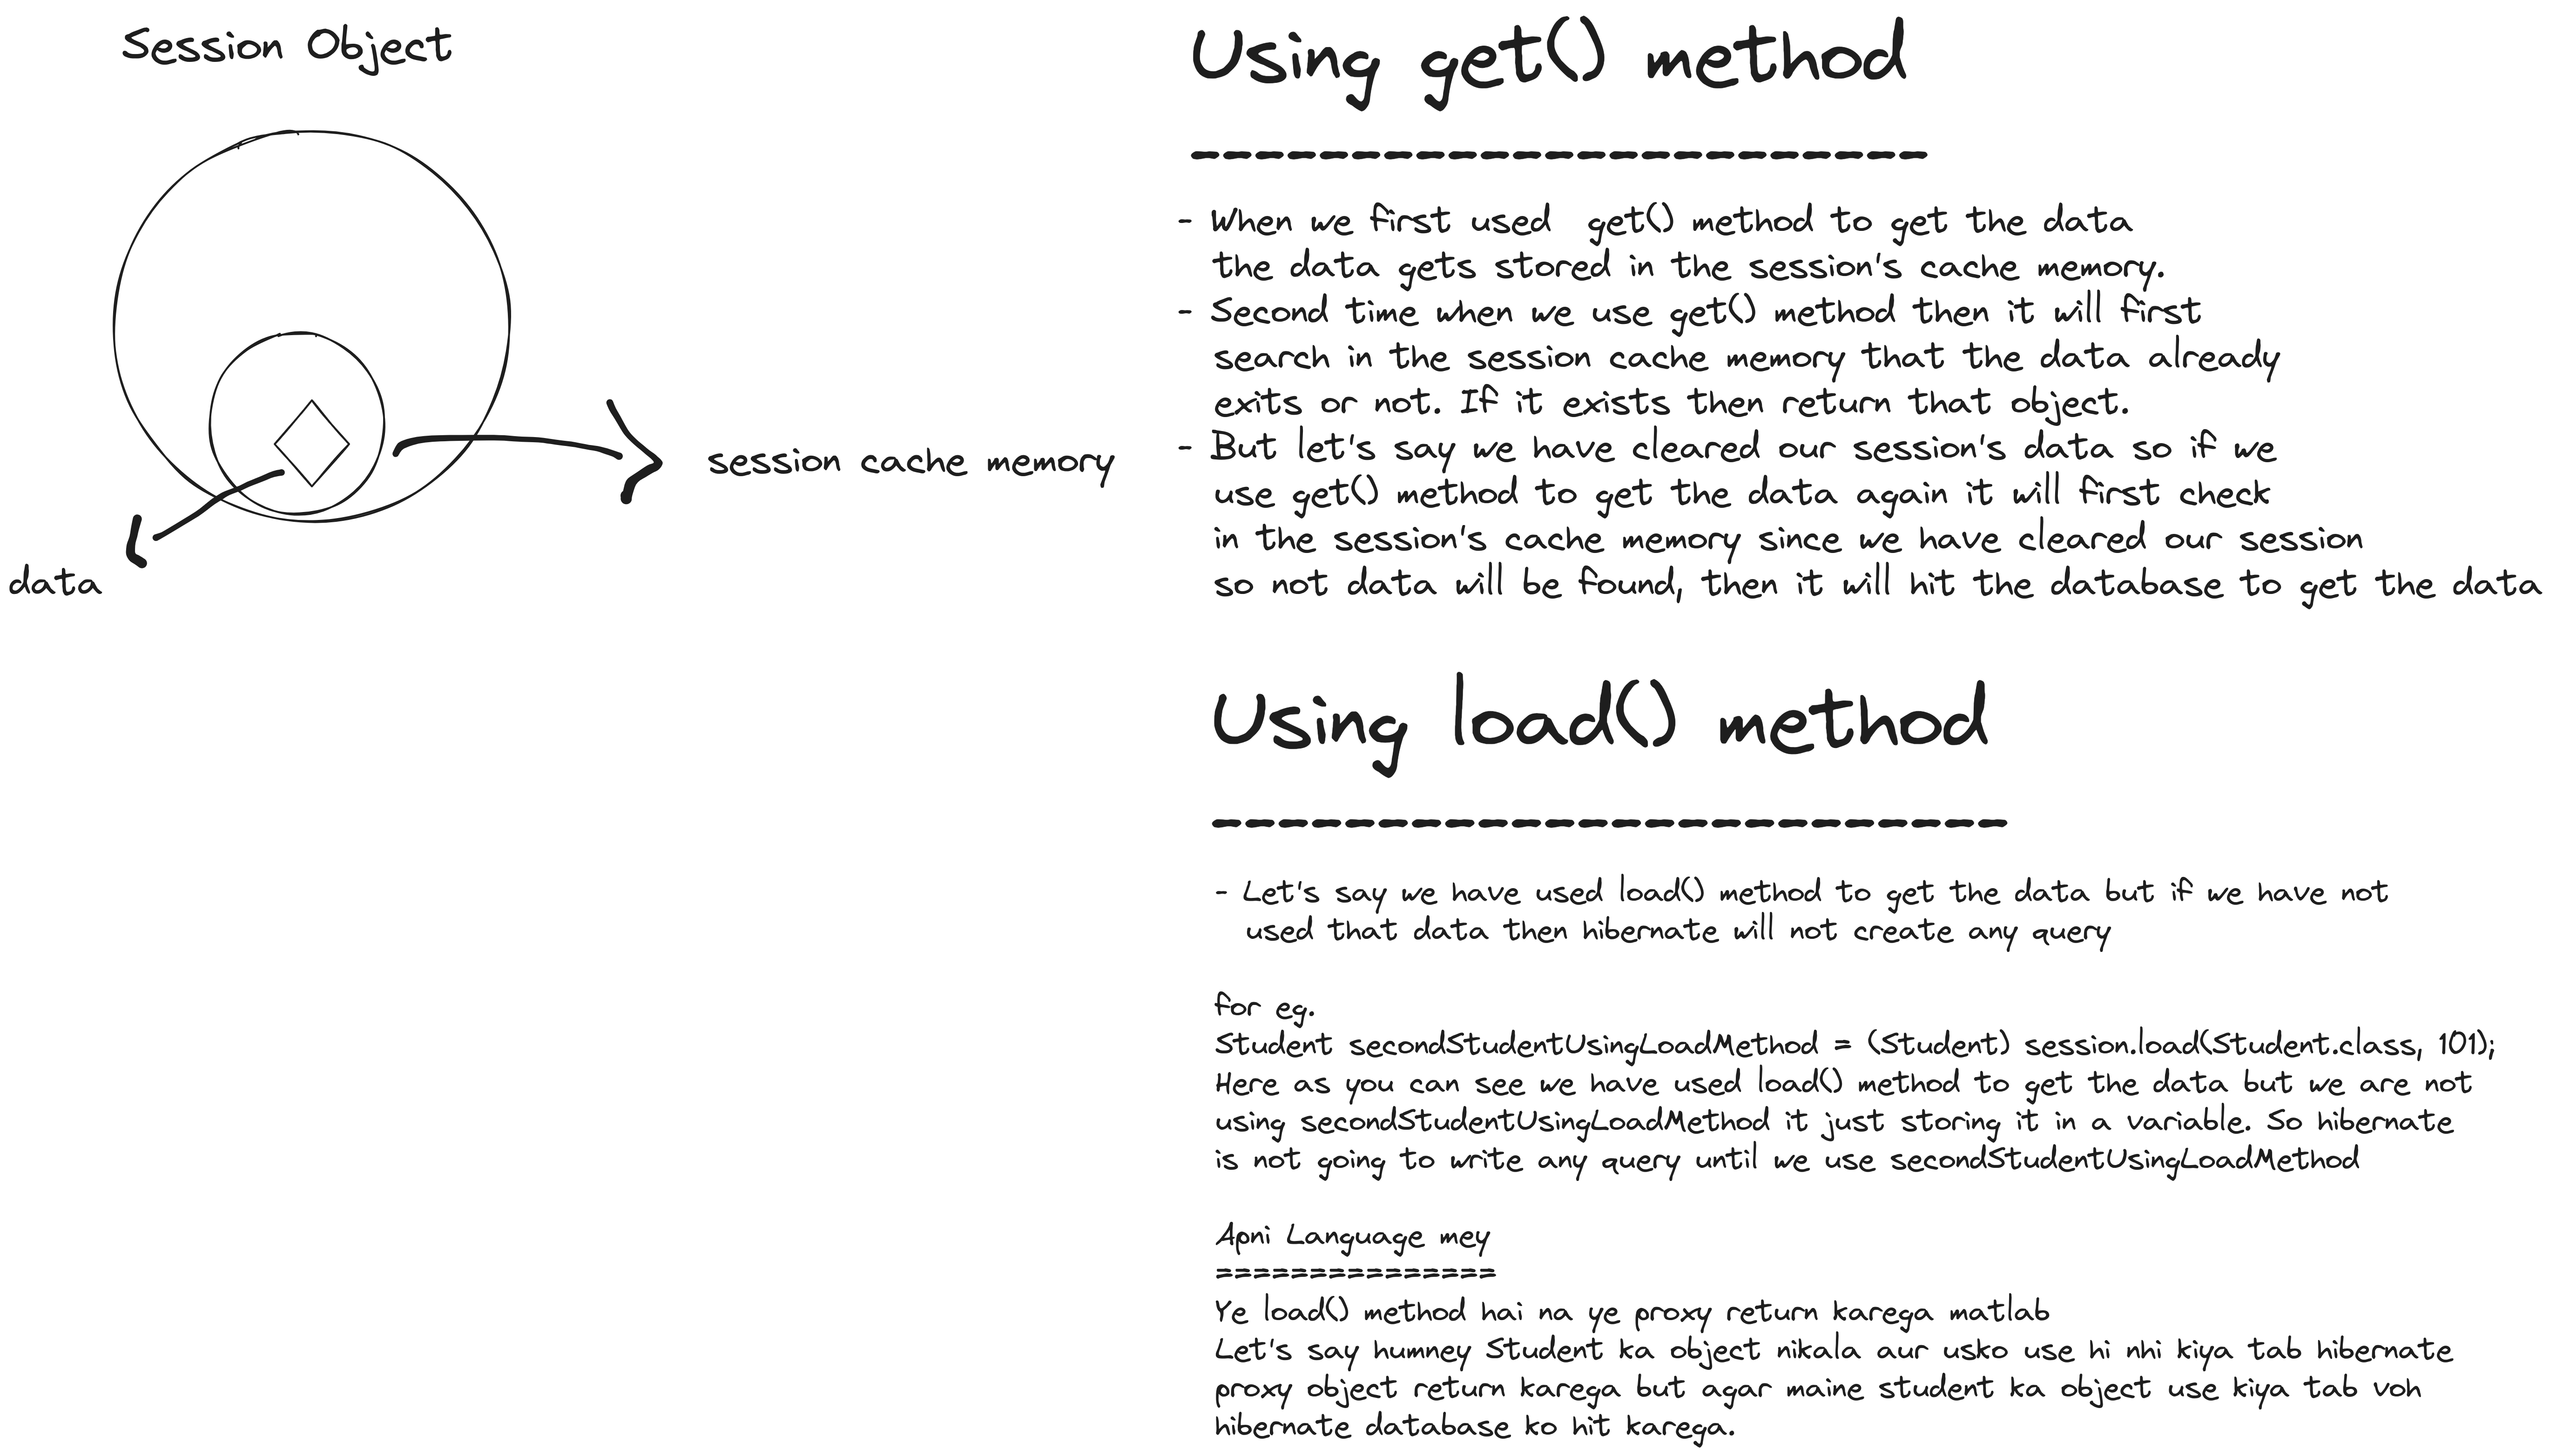 Session Object
session cache memory
data
Using get() method
-----------------------
- When we first used  get() method to get the data
the data gets stored in the session's cache memory.
- Second time when we use get() method then it will first
search in the session cache memory that the data already
exits or not. If it exists then return that object.
- But let's say we have cleared our session's data so if we
use get() method to get the data again it will first check
in the session's cache memory since we have cleared our session
so not data will be found, then it will hit the database to get the data
Using load() method
------------------------
- Let's say we have used load() method to get the data but if we have not
used that data then hibernate will not create any query
for eg.
Student secondStudentUsingLoadMethod = (Student) session.load(Student.class, 101);
Here as you can see we have used load() method to get the data but we are not
using secondStudentUsingLoadMethod it just storing it in a variable. So hibernate
is not going to write any query until we use secondStudentUsingLoadMethod
Apni Language mey
===============
Ye load() method hai na ye proxy return karega matlab
Let's say humney Student ka object nikala aur usko use hi nhi kiya tab hibernate
proxy object return karega but agar maine student ka object use kiya tab voh
hibernate database ko hit karega.